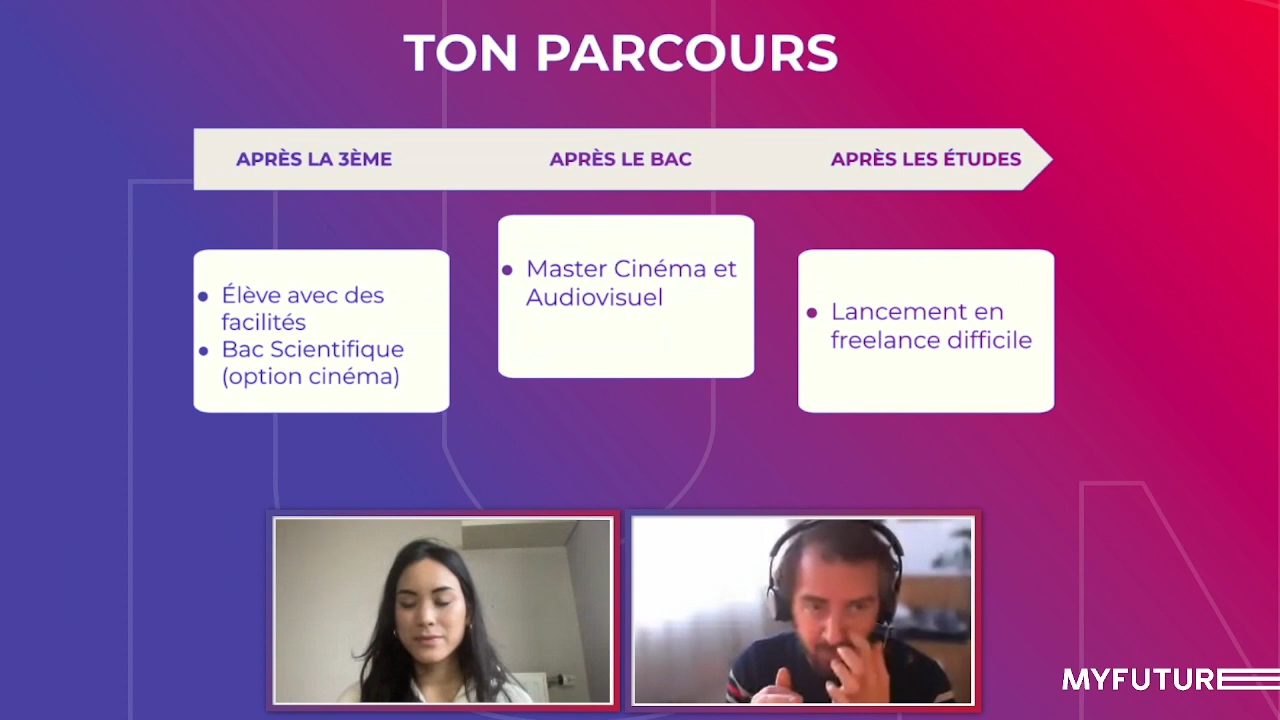 TON PARCOURS
APRÈS LA 3ÈME
APRÈS LE BAC
APRÈS LES ÉTUDES
• Élève avec des
facilités
• Bac Scientifique
(option cinéma)
• Master Cinéma et
Audiovisuel
• Lancement en
freelance difficile
MYFUTURE